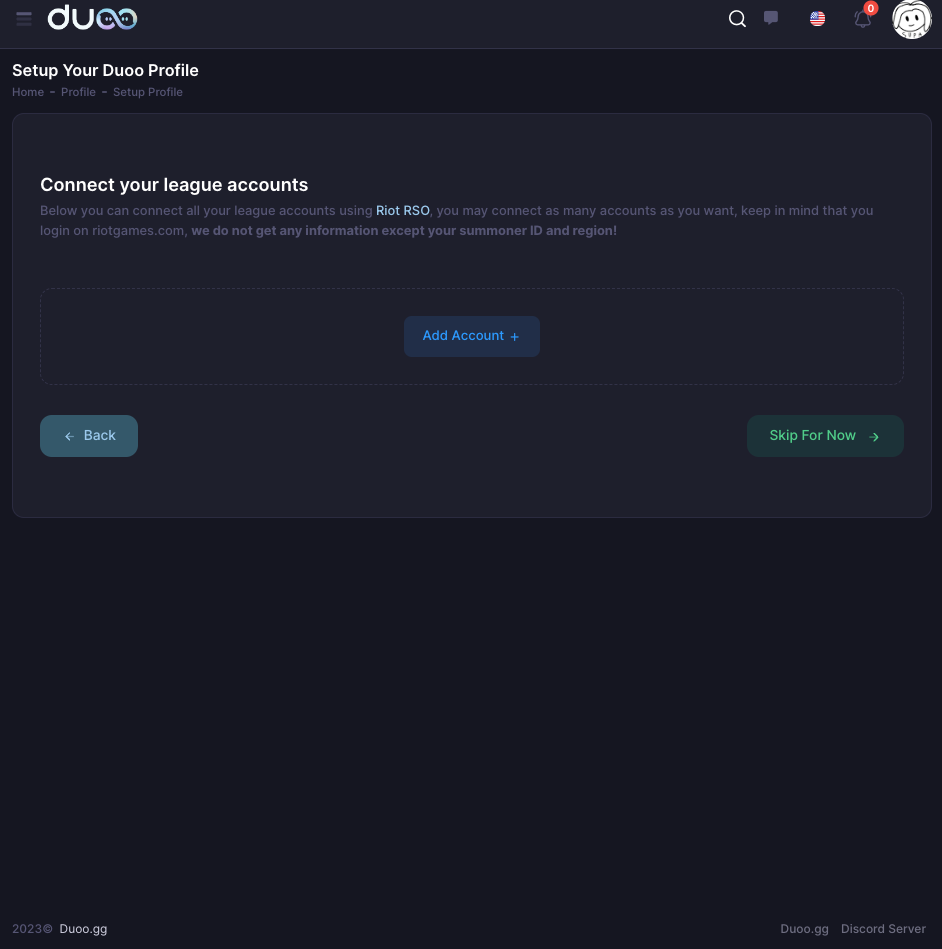 duoo
0
Setup Your Duoo Profile
Home - Profile - Setup Profile
Connect your league accounts
Below you can connect all your league accounts using Riot RSO, you may connect as many accounts as you want, keep in mind that you
login on riotgames.com, we do not get any information except your summoner ID and region!
Add Account +
← Back
Skip For Now →
2023© Duoo.gg
Duoo.gg Discord Server